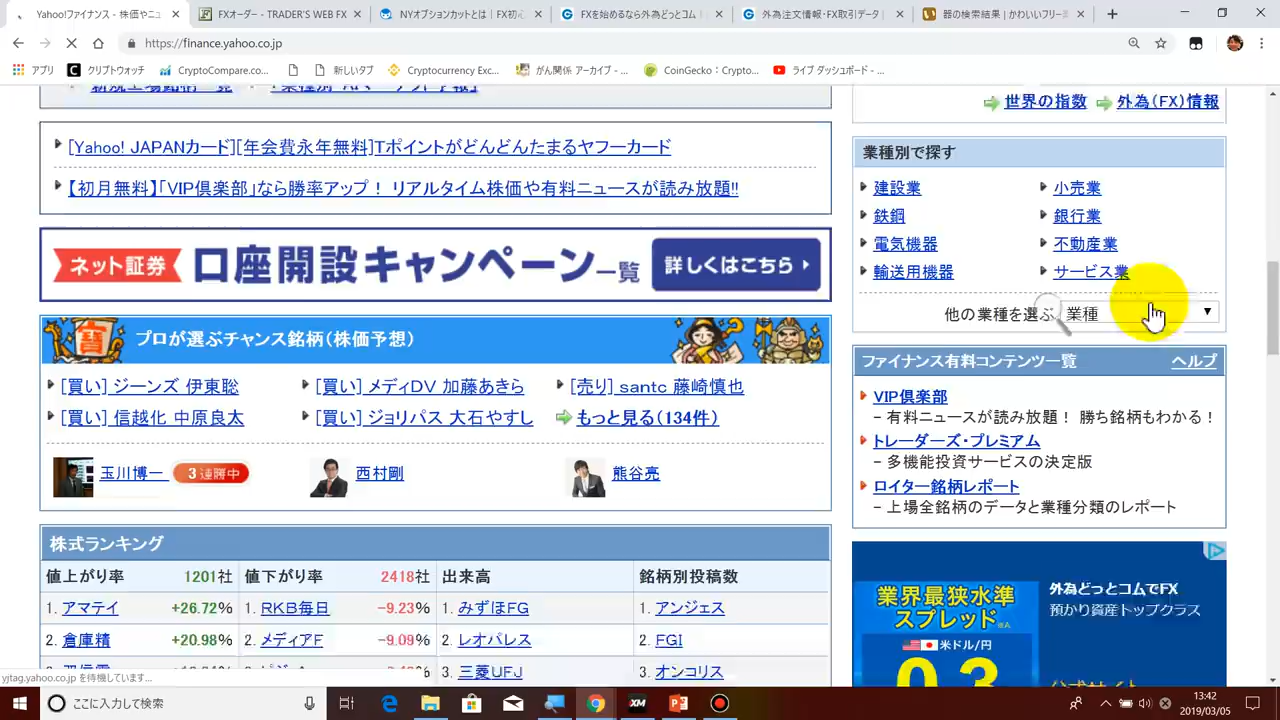 Yahoo!ファイナンス - 株価やニュ
FXオーダー - TRADER'S WEB FX
NYオプションカットとは｜FX初心
FXを始めるなら外為どっとコム｜
外為注文情報・FX取引データ｜
器の検索結果 | かわいいフリー素
https://finance.yahoo.co.jp
アプリ
クリプトウォッチ
CryptoCompare.co...
新しいタブ
Cryptocurrency Exc...
がん関係 アーカイブ - ...
CoinGecko：Crypto...
ライブ ダッシュボード - ...
世界の指数
外為(FX)情報
[Yahoo! JAPANカード][年会費永年無料]Tポイントがどんどんたまるヤフーカード
【初月無料】「VIP倶楽部」なら勝率アップ！ リアルタイム株価や有料ニュースが読み放題!!
業種別で探す
建設業
小売業
鉄鋼
銀行業
電気機器
不動産業
輸送用機器
サービス業
他の業種を選ぶ
業種
ネット証券 口座開設キャンペーン一覧 詳しくはこちら
プロが選ぶチャンス銘柄(株価予想)
[買い] ジーンズ 伊東聡
[買い] メディDV 加藤あきら
[売り] santc 藤崎慎也
[買い] 信越化 中原良太
[買い] ジョリパス 大石やすし
もっと見る(134件)
玉川博一 3連勝中
西村剛
熊谷亮
ファイナンス有料コンテンツ一覧 ヘルプ
VIP倶楽部
- 有料ニュースが読み放題！ 勝ち銘柄もわかる！
トレーダーズ・プレミアム
- 多機能投資サービスの決定版
ロイター銘柄レポート
- 上場全銘柄のデータと業種分類のレポート
株式ランキング
値上がり率 1201社 値下がり率 2418社 出来高 銘柄別投稿数
1. アマテイ +26.72% 1. RKB毎日 -9.23% 1. みずほFG 1. アンジェス
2. 倉庫精 +20.98% 2. メディアF -9.09% 2. レオパレス 2. FGI
3. 三菱UFJ 3. オンコリス
業界最狭水準
スプレッド
※A
米ドル/円
0.3
外為どっとコムでFX
預かり資産トップクラス
yjtag.yahoo.co.jp を待機しています...
ここに入力して検索
XM
13:42
2019/03/05